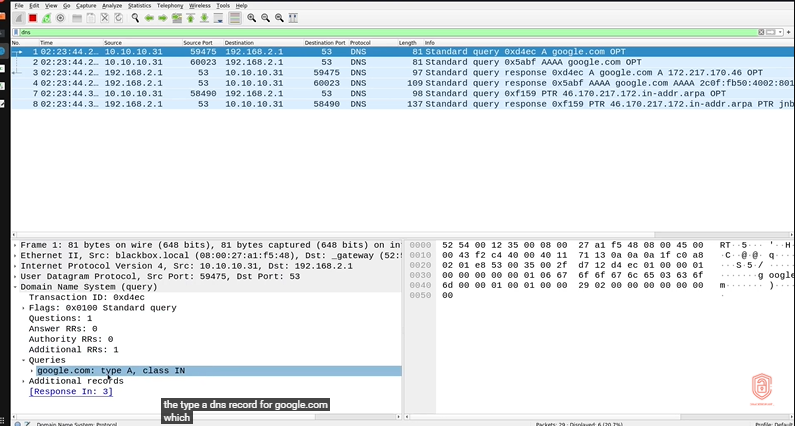 File Edit View Go Capture Analyze Statistics Telephony Wireless Tools Help
dns
No. Time Source Source Port Destination Destination Port Protocol Length Info
1 02:23:44.2… 10.10.10.31 59475 192.168.2.1 53 DNS 81 Standard query 0xd4ec A google.com OPT
2 02:23:44.2… 10.10.10.31 60023 192.168.2.1 53 DNS 81 Standard query 0x5abf AAAA google.com OPT
3 02:23:44.2… 192.168.2.1 53 10.10.10.31 59475 DNS 97 Standard query response 0xd4ec A google.com A 172.217.170.46 OPT
4 02:23:44.2… 192.168.2.1 53 10.10.10.31 60023 DNS 109 Standard query response 0x5abf AAAA google.com AAAA 2c0f:fb50:4002:801
7 02:23:44.2… 10.10.10.31 58490 192.168.2.1 53 DNS 98 Standard query 0xf159 PTR 46.170.217.172.in-addr.arpa OPT
8 02:23:44.2… 192.168.2.1 53 10.10.10.31 58490 DNS 137 Standard query response 0xf159 PTR 46.170.217.172.in-addr.arpa PTR jnb
Frame 1: 81 bytes on wire (648 bits), 81 bytes captured (648 bits) on in
Ethernet II, Src: blackbox.local (08:00:27:a1:f5:48), Dst: _gateway (52:5
Internet Protocol Version 4, Src: 10.10.10.31, Dst: 192.168.2.1
User Datagram Protocol, Src Port: 59475, Dst Port: 53
Domain Name System (query)
Transaction ID: 0xd4ec
Flags: 0x0100 Standard query
Questions: 1
Answer RRs: 0
Authority RRs: 0
Additional RRs: 1
Queries
google.com: type A, class IN
Additional records
[Response In: 3]
0000 52 54 00 12 35 00 08 00 27 a1 f5 48 08 00 45 00 RT··5···'··H··
0010 00 43 f2 c4 40 00 40 11 71 13 0a 0a 0a 1f c0 a8 ·C··@·@·q·····
0020 02 01 e8 53 00 35 00 2f d7 12 d4 ec 01 00 00 01 ···S·5·/······
0030 00 00 00 00 00 01 06 67 6f 6f 67 6c 65 03 63 6f ·······google·
0040 6d 00 00 01 00 01 00 00 29 02 00 00 00 00 00 00 m·······)·····
0050 00 ·
the type a dns record for google.com
which
Domain Name System: Protocol
Packets: 29 · Displayed: 6 (20.7%)
Profile: Default